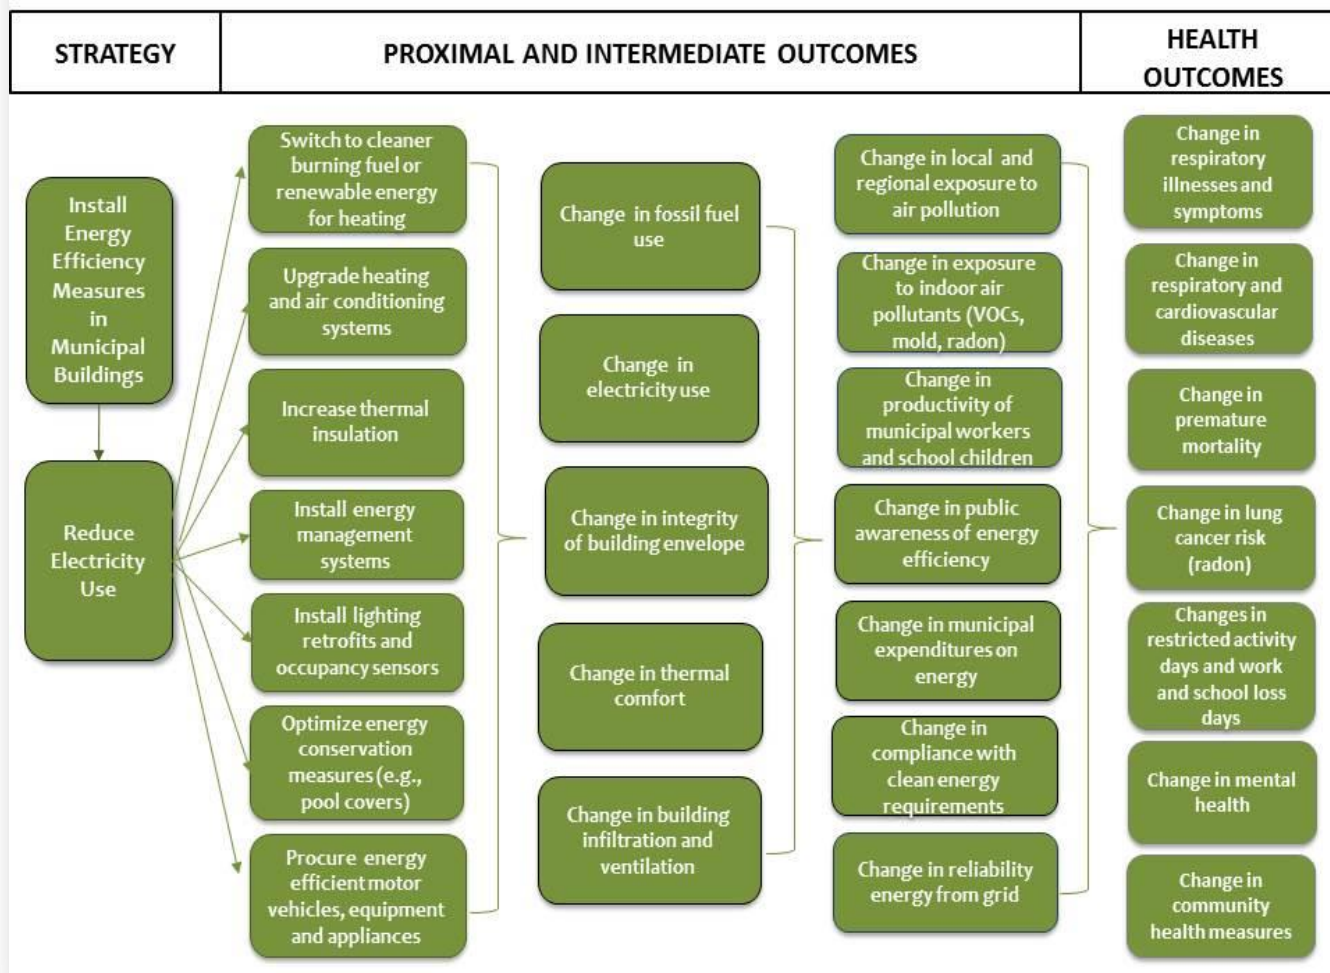 STRATEGY
PROXIMAL AND INTERMEDIATE OUTCOMES
HEALTH
OUTCOMES
Install
Energy
Efficiency
Measures
in
Municipal
Buildings
Reduce
Electricity
Use
Switch to cleaner
burning fuel or
renewable energy
for heating
Upgrade heating
and air conditioning
systems
Increase thermal
insulation
Install energy
management
systems
Install lighting
retrofits and
occupancy sensors
Optimize energy
conservation
measures (e.g.,
pool covers)
Procure energy
efficient motor
vehicles, equipment
and appliances
Change in fossil fuel
use
Change in
electricity use
Change in integrity
of building envelope
Change in thermal
comfort
Change in building
infiltration and
ventilation
Change in local and
regional exposure to
air pollution
Change in exposure
to indoor air
pollutants (VOCs,
mold, radon)
Change in
productivity of
municipal workers
and school children
Change in public
awareness of energy
efficiency
Change in municipal
expenditures on
energy
Change in
compliance with
clean energy
requirements
Change in reliability
energy from grid
Change in
respiratory
illnesses and
symptoms
Change in
respiratory and
cardiovascular
diseases
Change in
premature
mortality
Change in lung
cancer risk
(radon)
Changes in
restricted activity
days and work
and school loss
days
Change in mental
health
Change in
community
health measures